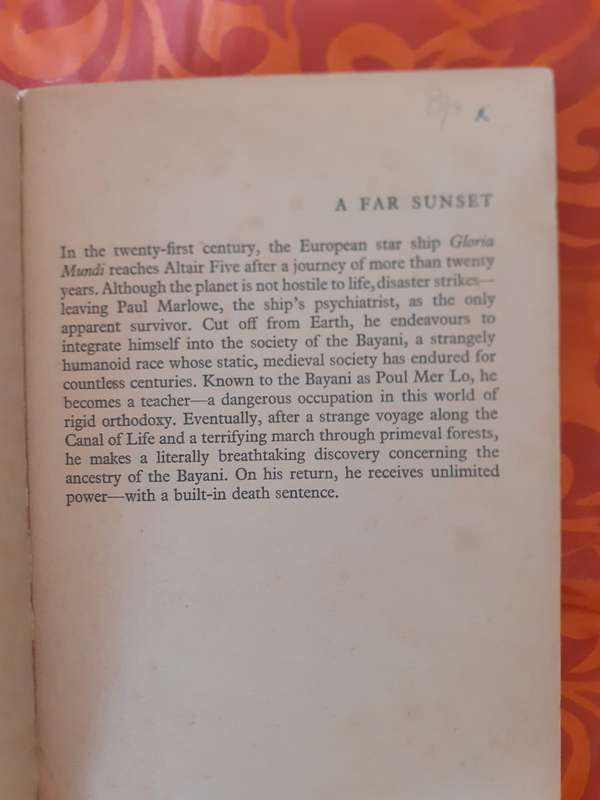 A FAR SUNSET
In the twenty-first century, the European star ship Gloria
Mundi reaches Altair Five after a journey of more than twenty
years. Although the planet is not hostile to life, disaster strikes—
leaving Paul Marlowe, the ship's psychiatrist, as the only
apparent survivor. Cut off from Earth, he endeavours to
integrate himself into the society of the Bayani, a strangely
humanoid race whose static, medieval society has endured for
countless centuries. Known to the Bayani as Poul Mer Lo, he
becomes a teacher—a dangerous occupation in this world of
rigid orthodoxy. Eventually, after a strange voyage along the
Canal of Life and a terrifying march through primeval forests,
he makes a literally breathtaking discovery concerning the
ancestry of the Bayani. On his return, he receives unlimited
power—with a built-in death sentence.